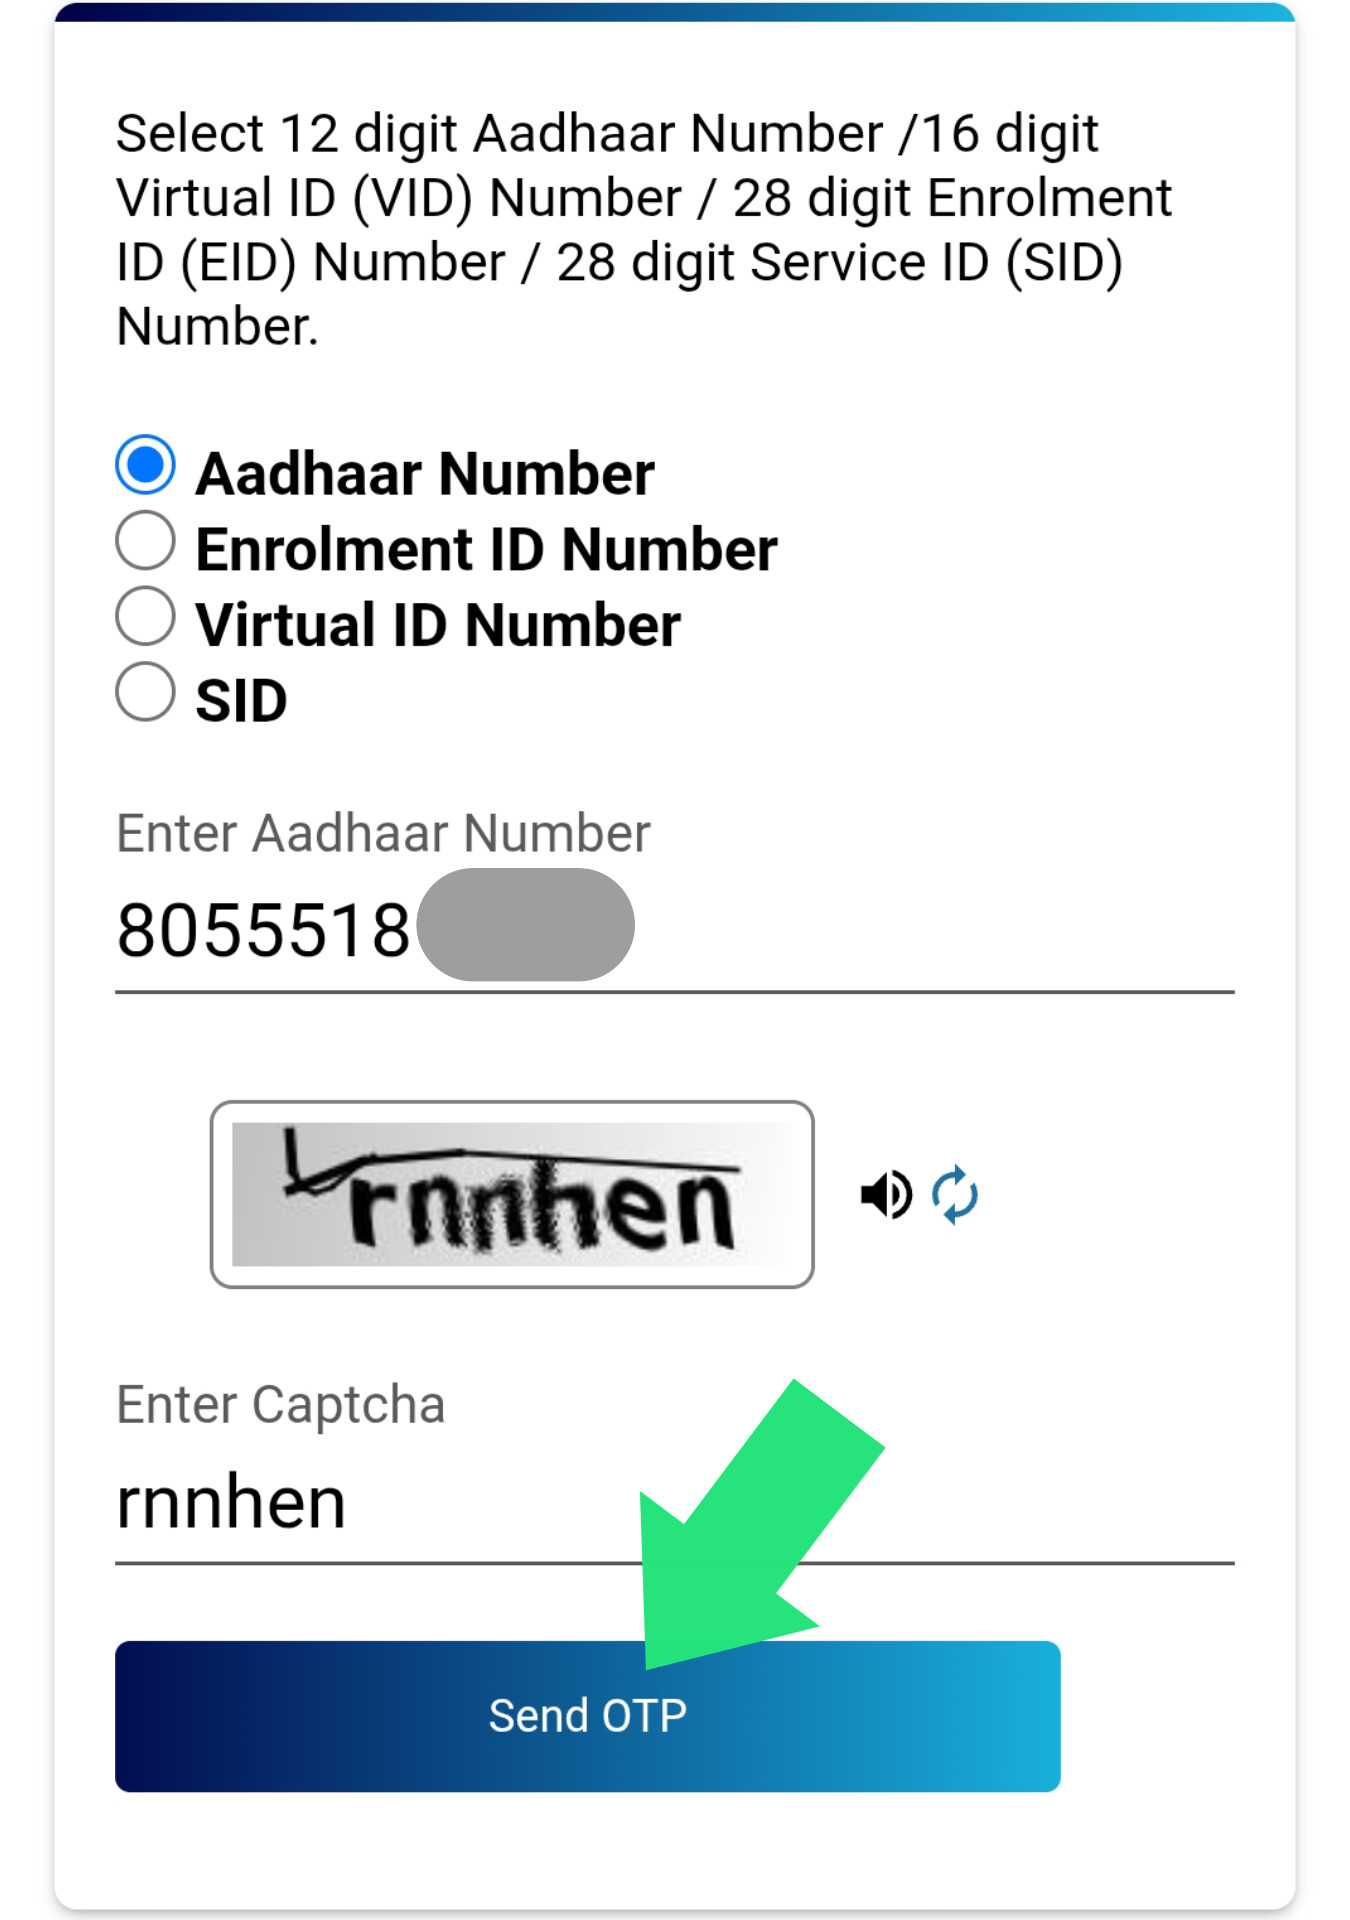 Select 12 digit Aadhaar Number /16 digit
Virtual ID (VID) Number / 28 digit Enrolment
ID (EID) Number / 28 digit Service ID (SID)
Number.
Aadhaar Number
Enrolment ID Number
Virtual ID Number
SID
Enter Aadhaar Number
8055518
rnnhen
Enter Captcha
rnnhen
Send OTP